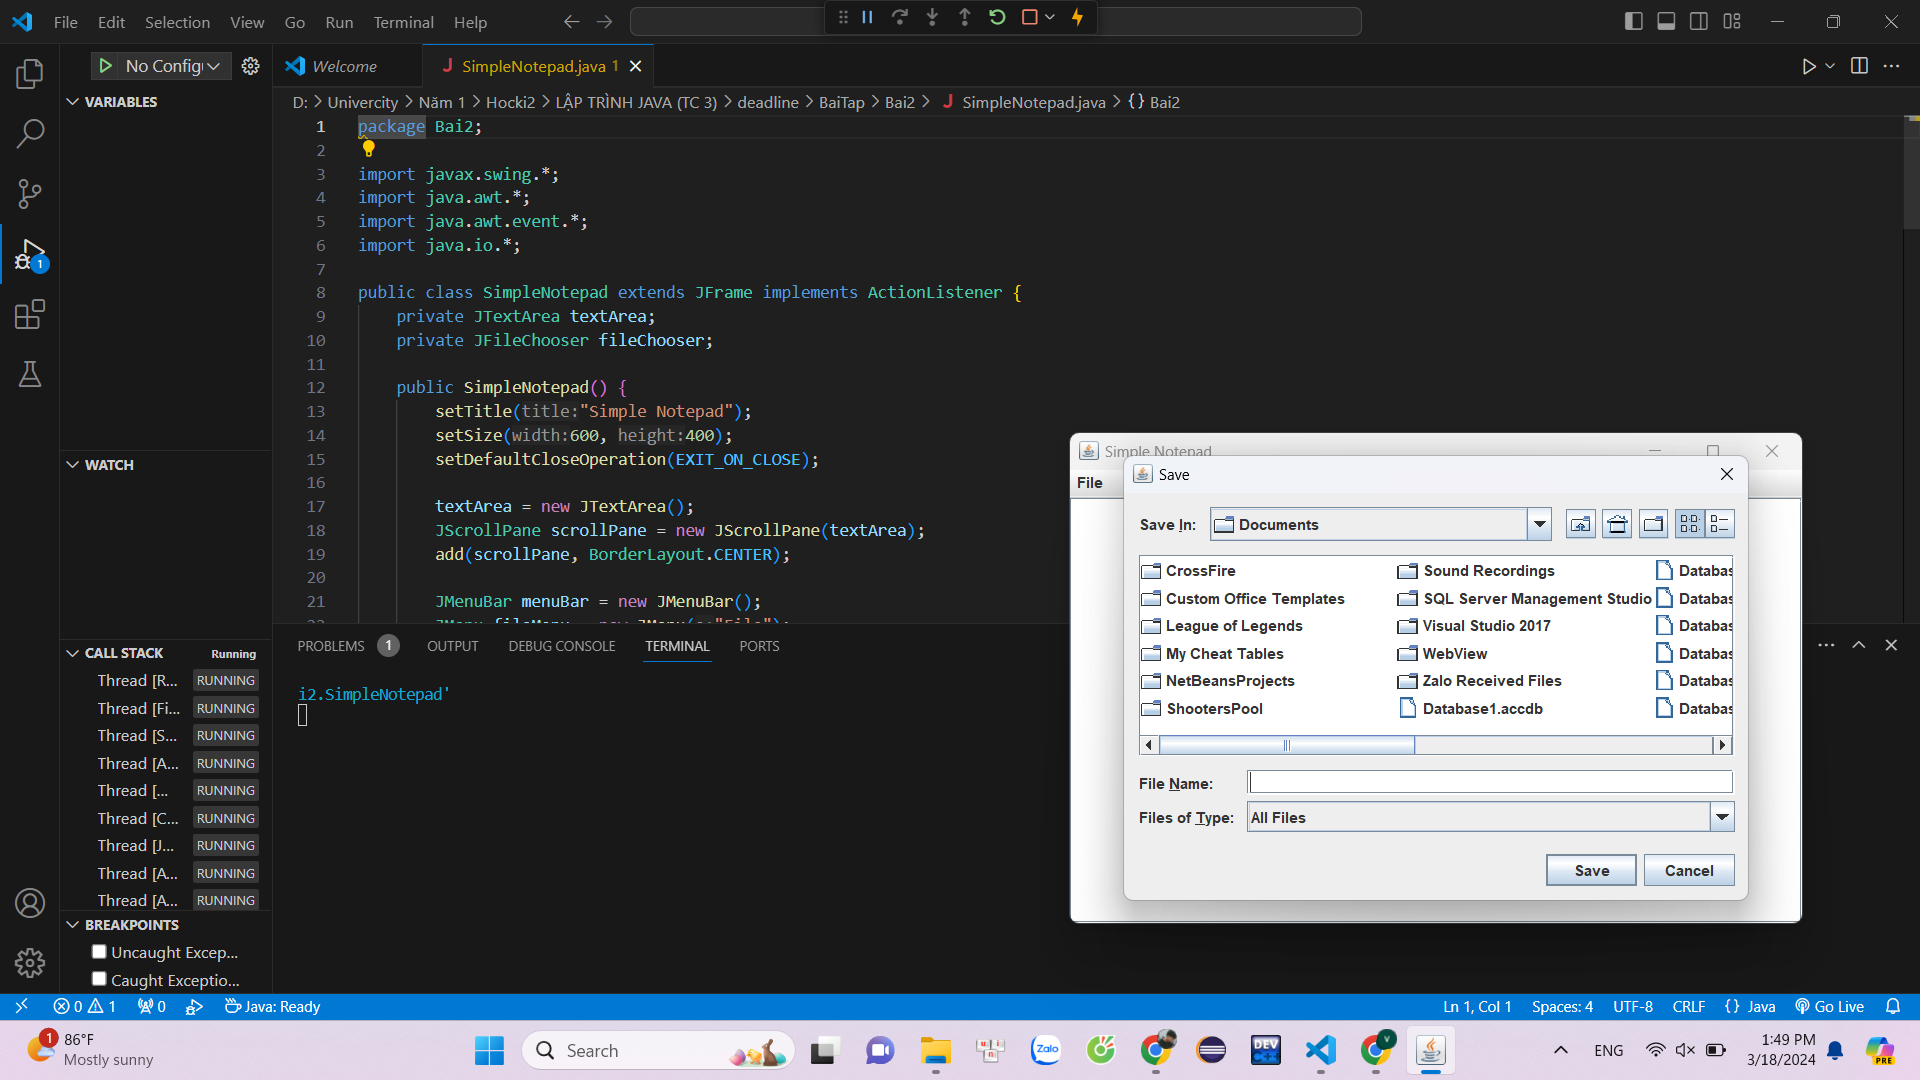 File Edit Selection View Go Run Terminal Help
No Config
Welcome
SimpleNotepad.java 1
VARIABLES
D: > Univercity > Năm 1 > Hocki2 > LẬP TRÌNH JAVA (TC 3) > deadline > BaiTap > Bai2 > J SimpleNotepad.java > {} Bai2
1 package Bai2;
2
3 import javax.swing.*;
4 import java.awt.*;
5 import java.awt.event.*;
6 import java.io.*;
7
8 public class SimpleNotepad extends JFrame implements ActionListener {
9 private JTextArea textArea;
10 private JFileChooser fileChooser;
11
12 public SimpleNotepad() {
13 setTitle(title:"Simple Notepad");
14 setSize(width:600, height:400);
15 setDefaultCloseOperation(EXIT_ON_CLOSE);
16
17 textArea = new JTextArea();
18 JScrollPane scrollPane = new JScrollPane(textArea);
19 add(scrollPane, BorderLayout.CENTER);
20
21 JMenuBar menuBar = new JMenuBar();
22 JMenu fileMenu = new JMenu(s:"File");
WATCH
CALL STACK Running
Thread [R... RUNNING
Thread [Fi... RUNNING
Thread [S... RUNNING
Thread [A... RUNNING
Thread [... RUNNING
Thread [C... RUNNING
Thread [J... RUNNING
Thread [A... RUNNING
Thread [A... RUNNING
BREAKPOINTS
Uncaught Excep...
Caught Exceptio...
PROBLEMS 1 OUTPUT DEBUG CONSOLE TERMINAL PORTS
i2.SimpleNotepad'
Simple Notepad
File
Save
Save In: Documents
CrossFire
Custom Office Templates
League of Legends
My Cheat Tables
NetBeansProjects
ShootersPool
Sound Recordings
SQL Server Management Studio
Visual Studio 2017
WebView
Zalo Received Files
Database1.accdb
Databas
Databas
Databas
Databas
Databas
Databas
File Name:
Files of Type: All Files
Save Cancel
0 1 0 Java: Ready
Ln 1, Col 1 Spaces: 4 UTF-8 CRLF {} Java Go Live
1
86°F
Mostly sunny
Search
Zalo
DEV C++
V
ENG
1:49 PM
3/18/2024
PRE